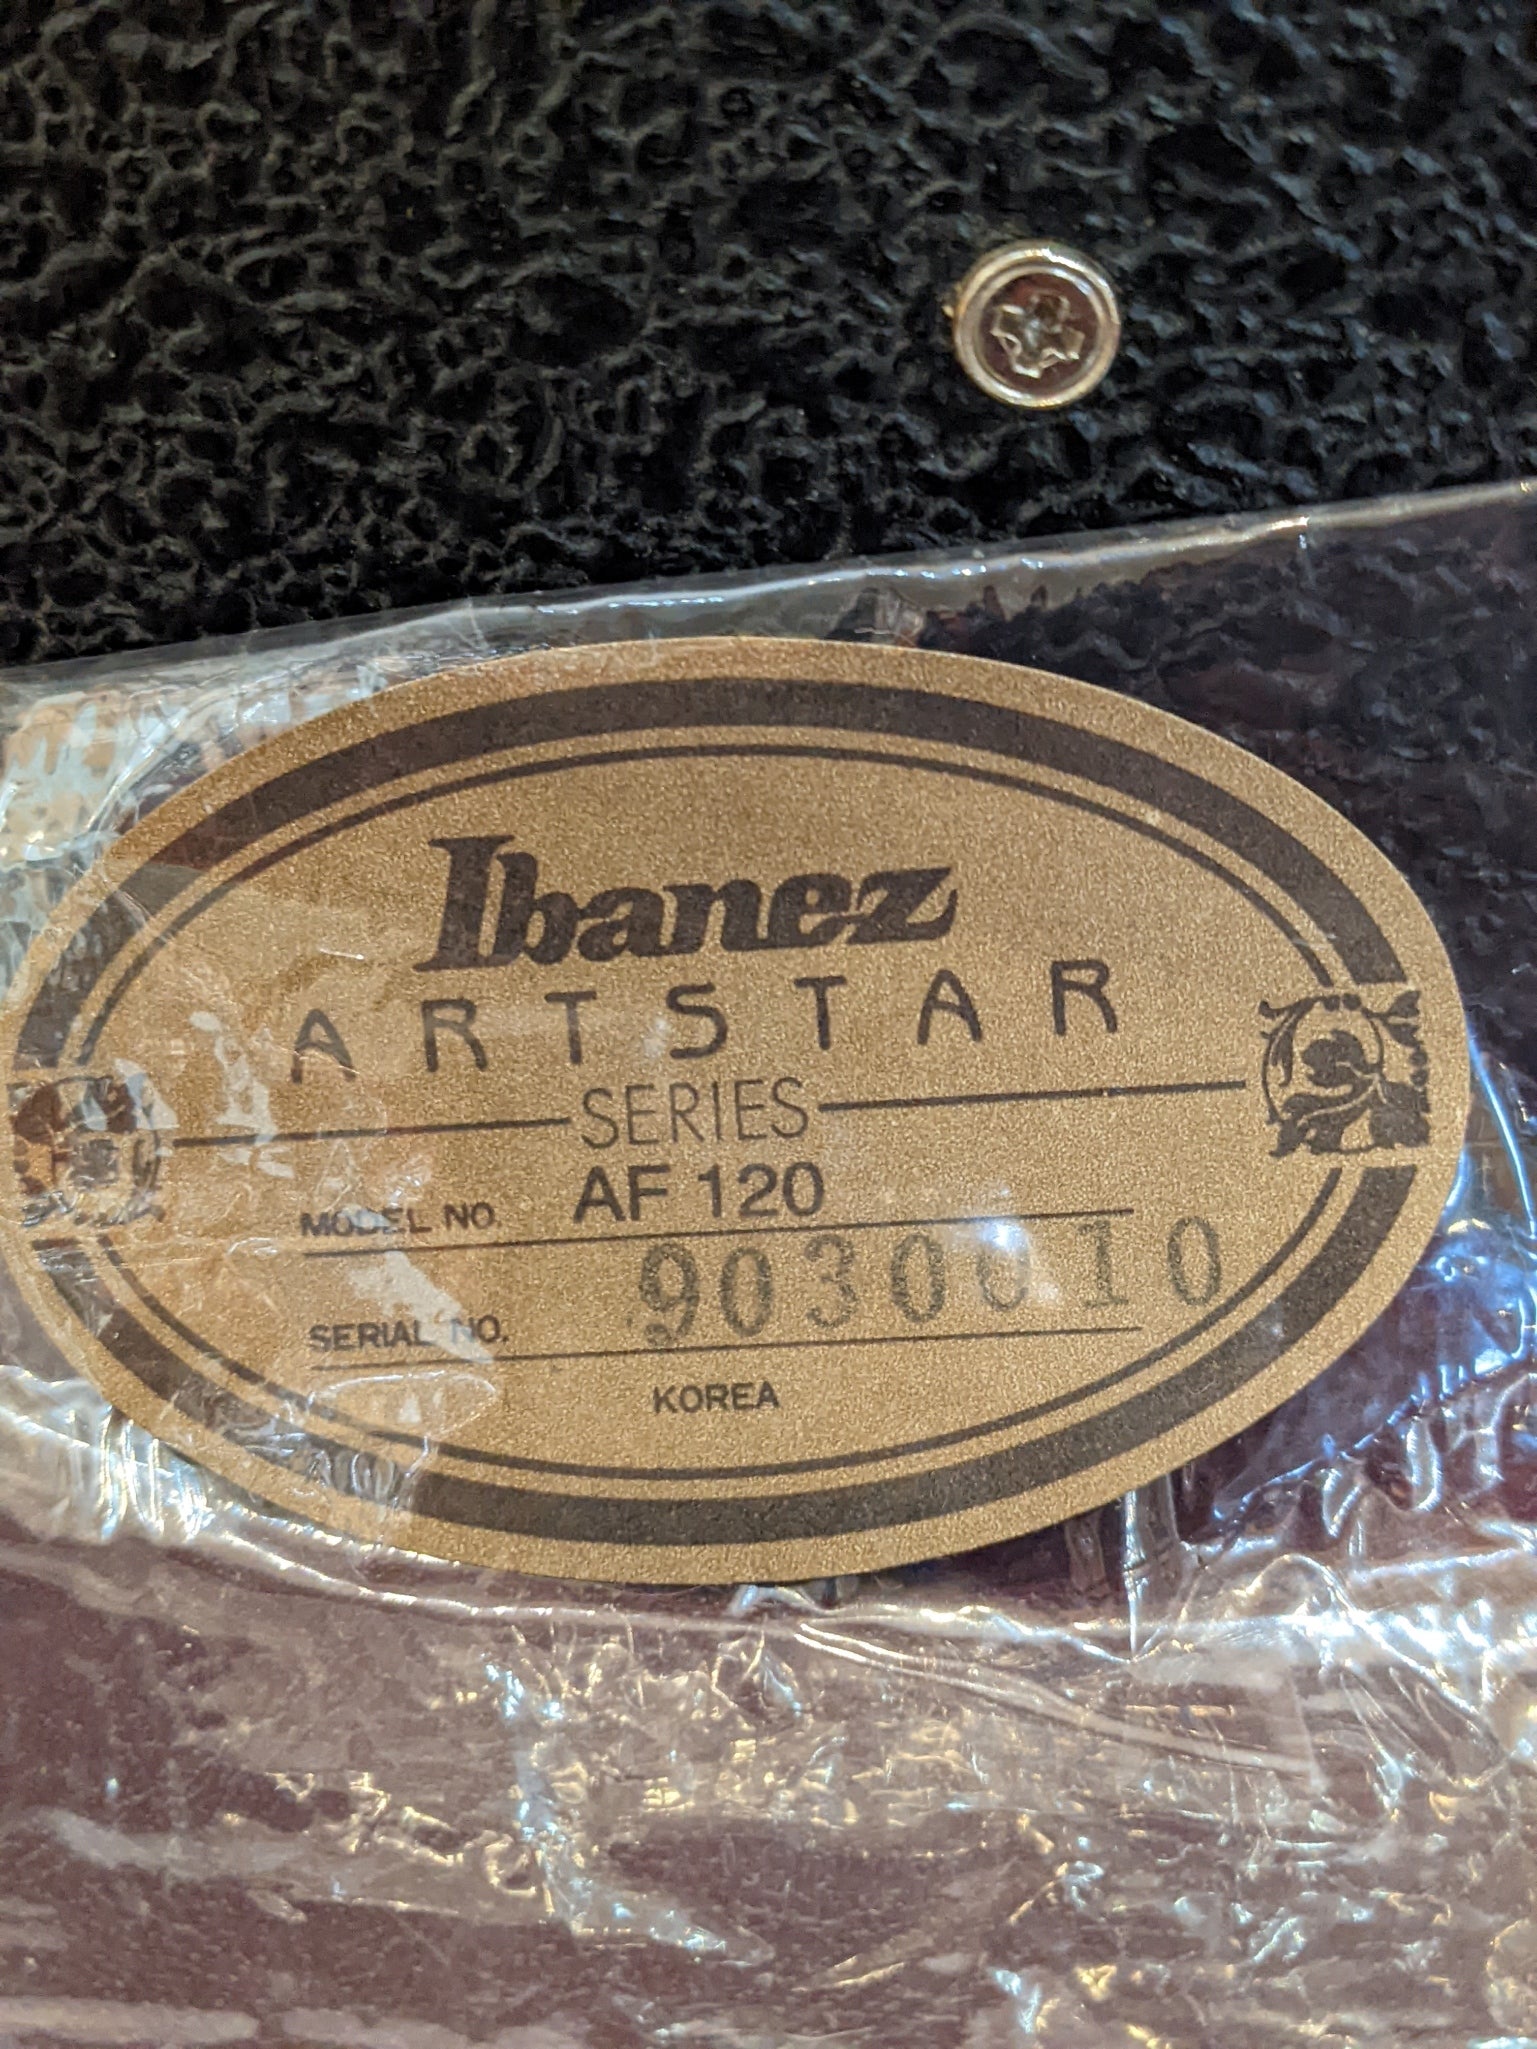 Ibanez
ARTSTAR
SERIES
MODEL NO. AF 120
SERIAL NO. 9030010
KOREA